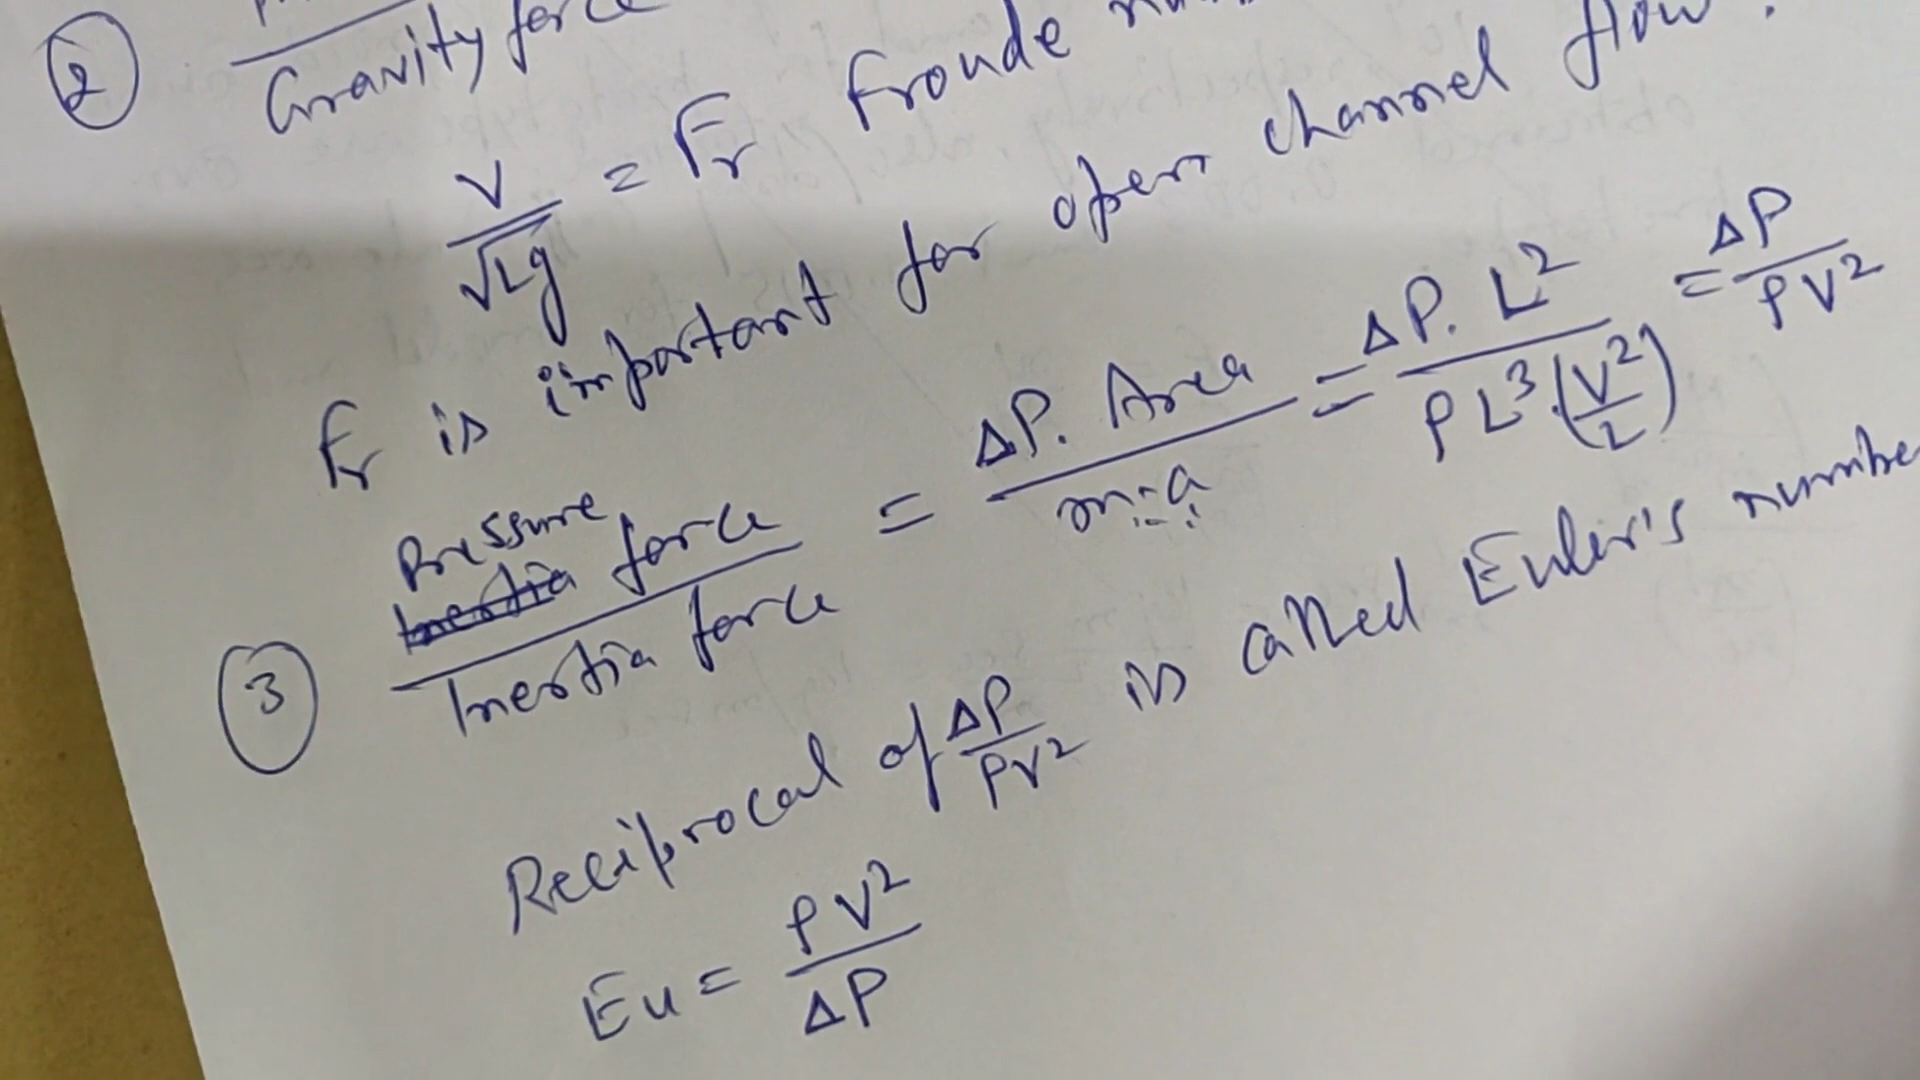 ②
Gravity force
V/√Lg = Fr Froude
Fr is important for open channel flow.
③ Pressure force / Inertia force = ΔP. Area / m·a = ΔP. L² / ρL³.(V²/L) = ΔP/ρV²
Reciprocal of ΔP/ρV² is called Euler's numbe
Eu = ρV²/ΔP